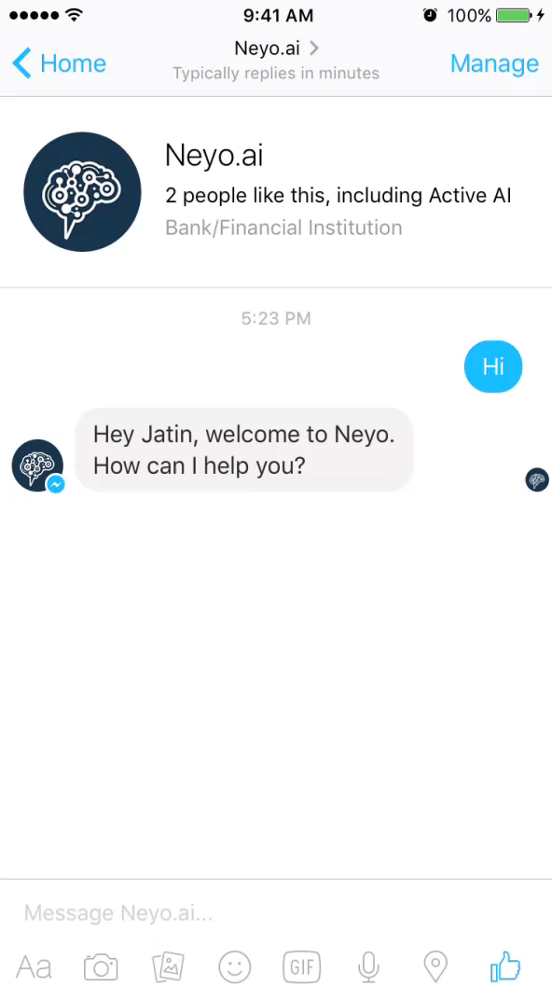 9:41 AM 100%
Home Neyo.ai Manage
Typically replies in minutes
Neyo.ai
2 people like this, including Active AI
Bank/Financial Institution
5:23 PM
Hi
Hey Jatin, welcome to Neyo.
How can I help you?
Message Neyo.ai...
Aa GIF